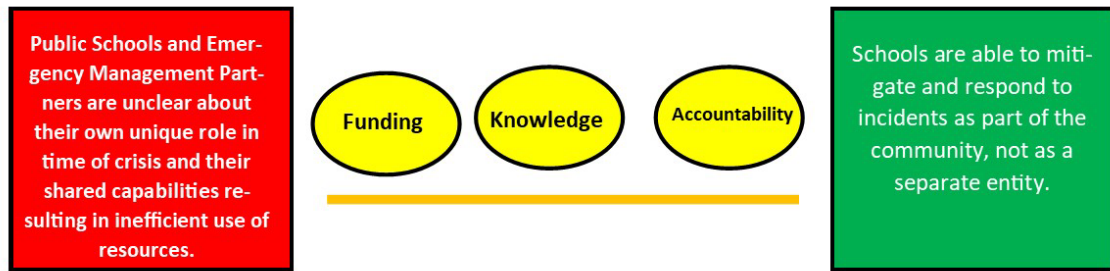 Public Schools and Emer-
gency Management Part-
ners are unclear about
their own unique role in
time of crisis and their
shared capabilities re-
sulting in inefficient use of
resources.
Funding
Knowledge
Accountability
Schools are able to miti-
gate and respond to
incidents as part of the
community, not as a
separate entity.